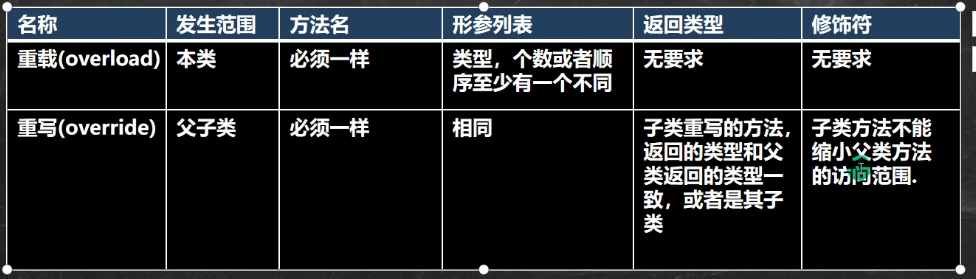 名称 发生范围 方法名 形参列表 返回类型 修饰符
重载(overload) 本类 必须一样 类型，个数或者顺 无要求 无要求
序至少有一个不同
重写(override) 父子类 必须一样 相同 子类重写的方法， 子类方法不能
返回的类型和父 缩小父类方法
类返回的类型一 的访问范围.
致，或者是其子
类